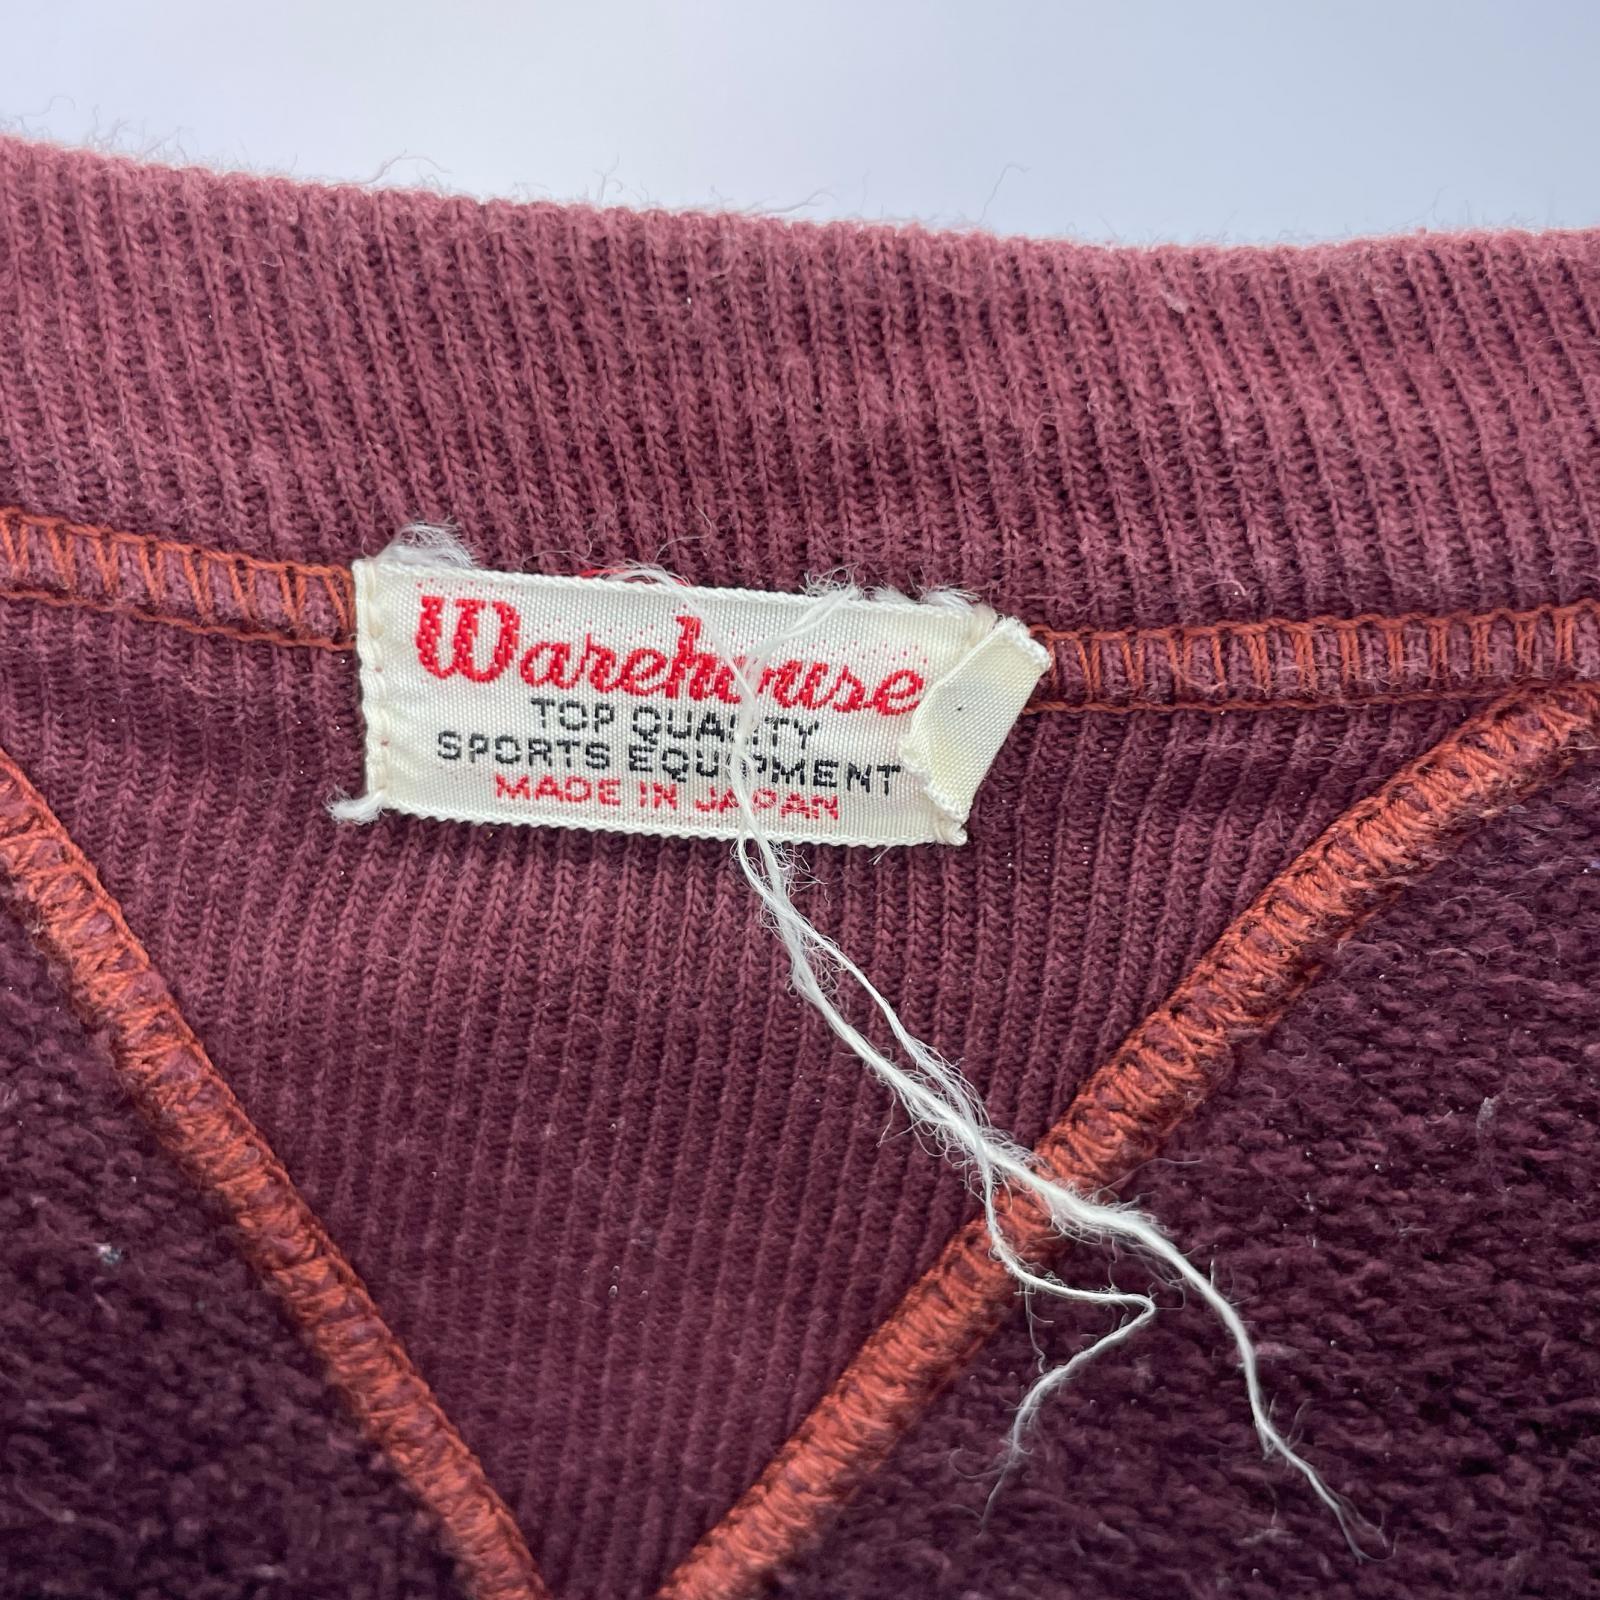 Warehouse
TOP QUALITY
SPORTS EQUIPMENT
MADE IN JAPAN